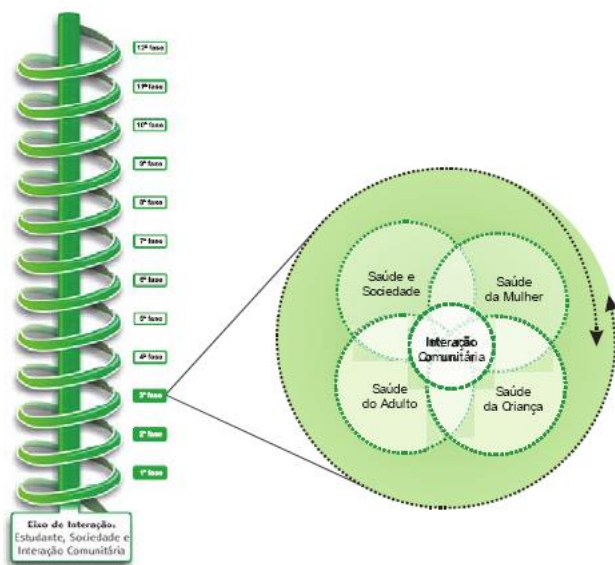 12ª fase
11ª fase
10ª fase
9ª fase
8ª fase
7ª fase
6ª fase
5ª fase
4ª fase
3ª fase
2ª fase
1ª fase
Eixo de Interação.
Estudante, Sociedade e
Interação Comunitária
Saúde e
Sociedade
Saúde
da Mulher
Interação
Comunitária
Saúde
do Adulto
Saúde
da Criança